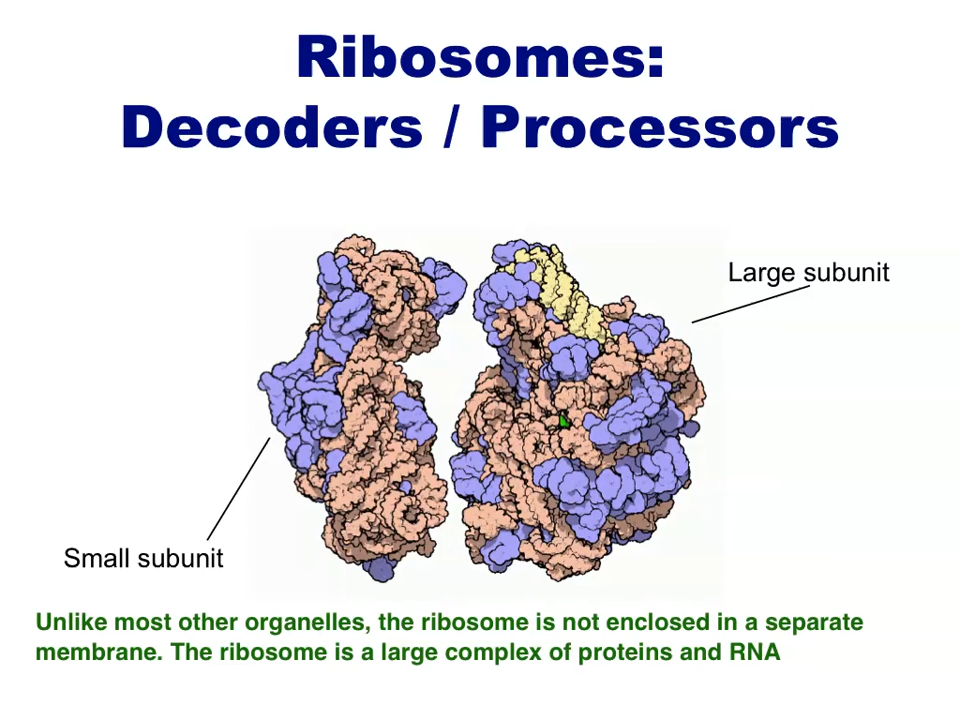 Ribosomes:
Decoders / Processors
Large subunit
Small subunit
Unlike most other organelles, the ribosome is not enclosed in a separate
membrane. The ribosome is a large complex of proteins and RNA